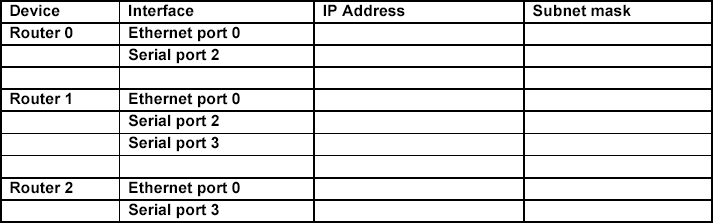 Device Interface IP Address Subnet mask
Router 0 Ethernet port 0
Serial port 2
Router 1 Ethernet port 0
Serial port 2
Serial port 3
Router 2 Ethernet port 0
Serial port 3